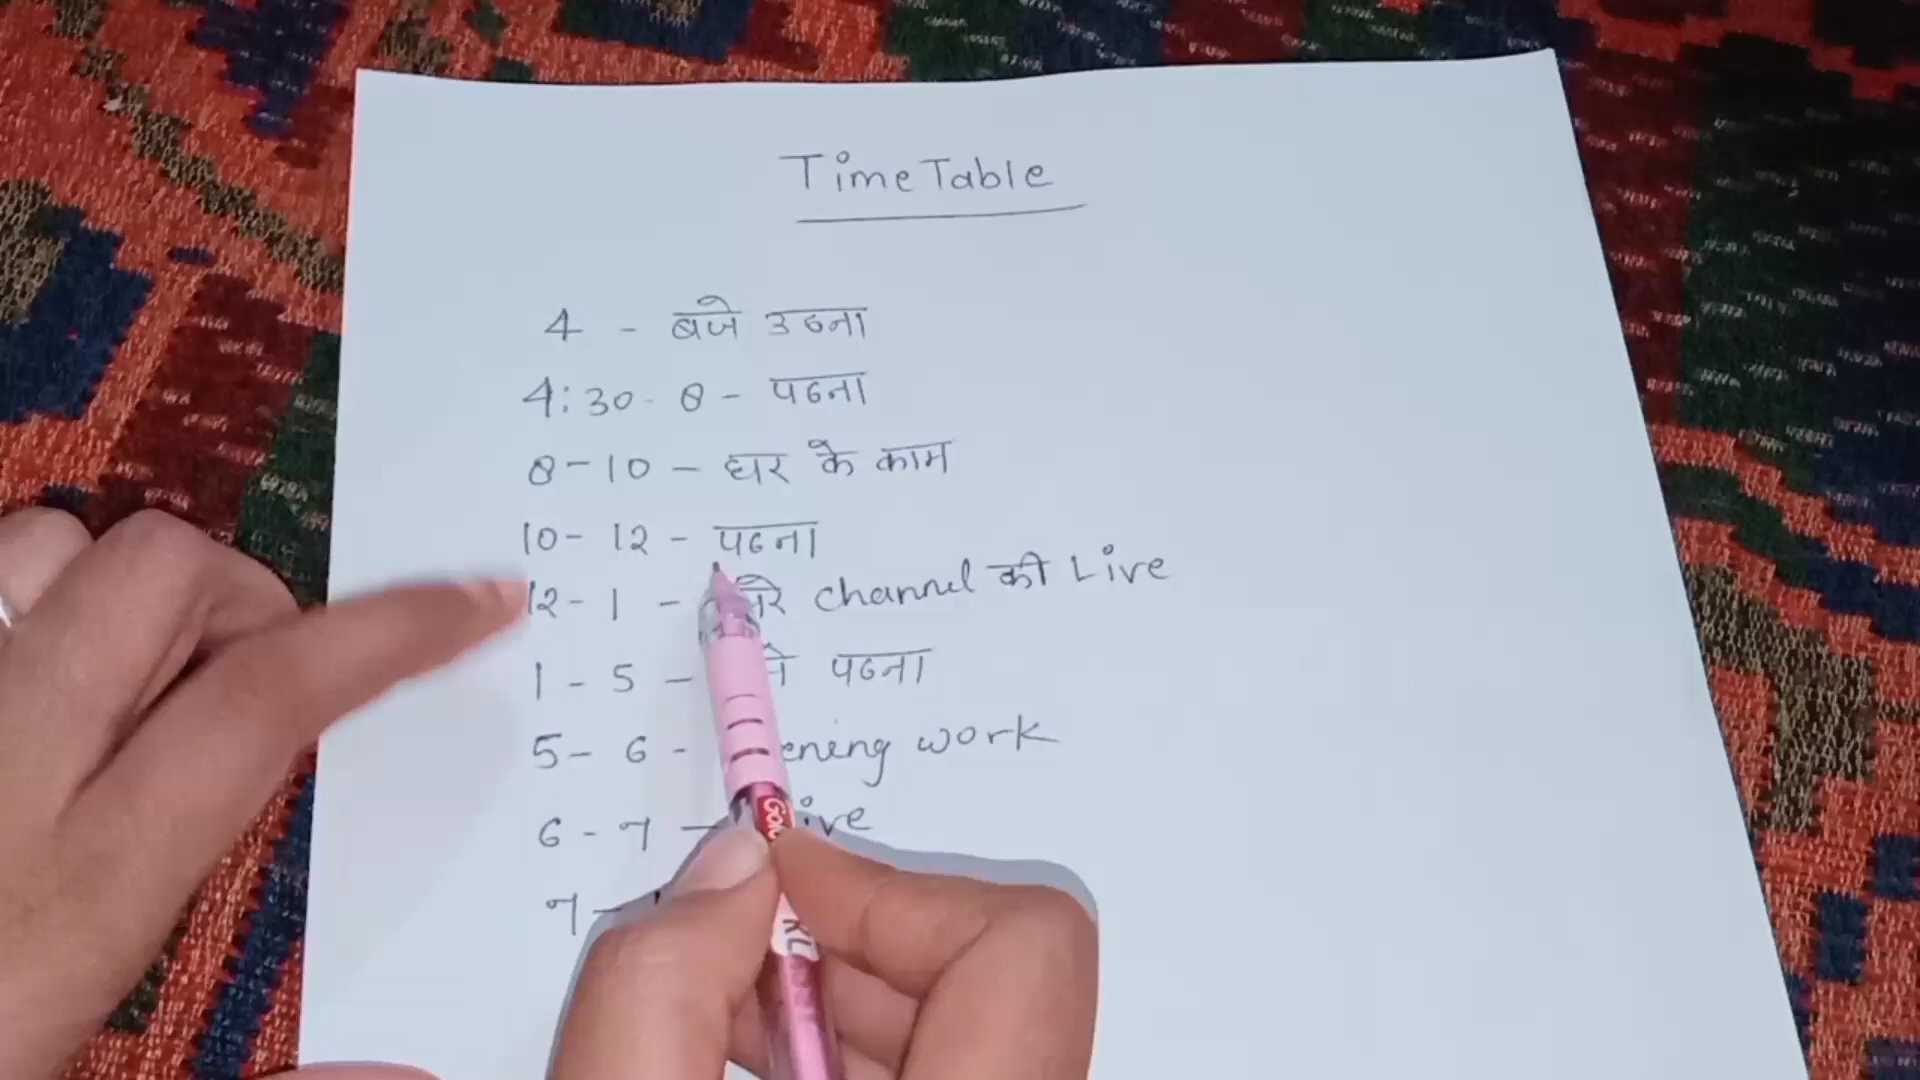 Time Table
4 - बजे उठना
4:30 - 8 - पढना
8-10 - घर के काम
10-12 - पढना
12-1 - channel की Live
1-5 - पढना
5-6 - work
6-7 -
7 -